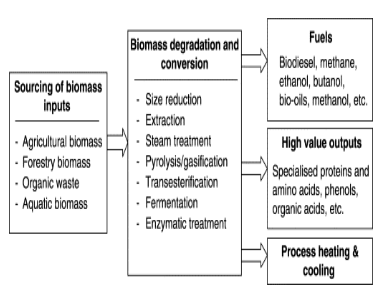 Sourcing of biomass
inputs
- Agricultural biomass
- Forestry biomass
- Organic waste
- Aquatic biomass
Biomass degradation and
conversion
- Size reduction
- Extraction
- Steam treatment
- Pyrolysis/gasification
- Transesterification
- Fermentation
- Enzymatic treatment
Fuels
Biodiesel, methane,
ethanol, butanol,
bio-oils, methanol, etc.
High value outputs
Specialised proteins and
amino acids, phenols,
organic acids, etc.
Process heating &
cooling